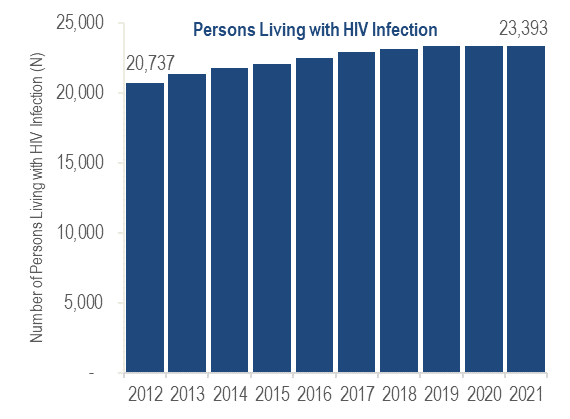 Persons Living with HIV Infection
Number of Persons Living with HIV Infection (N)
25,000
20,000
15,000
10,000
5,000
-
20,737
23,393
2012 2013 2014 2015 2016 2017 2018 2019 2020 2021